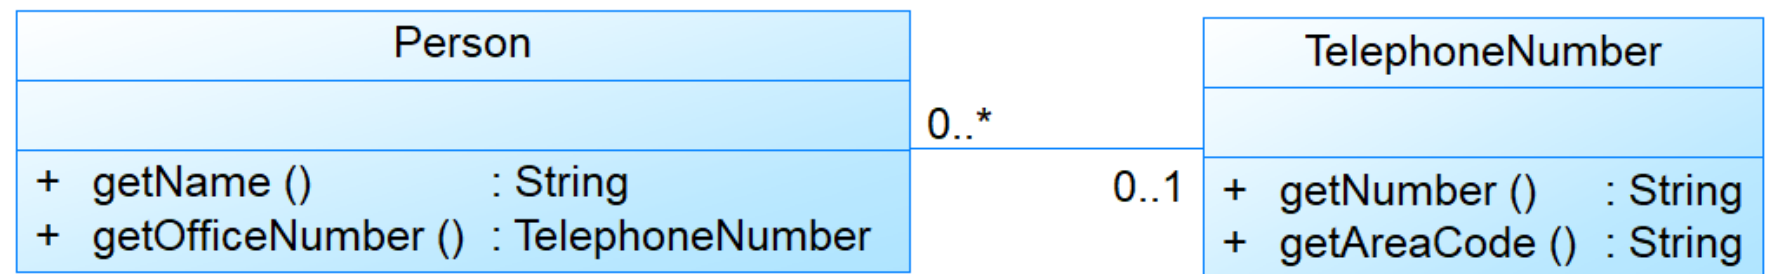 Person
+ getName () : String
+ getOfficeNumber () : TelephoneNumber
0..*
0..1
TelephoneNumber
+ getNumber () : String
+ getAreaCode () : String